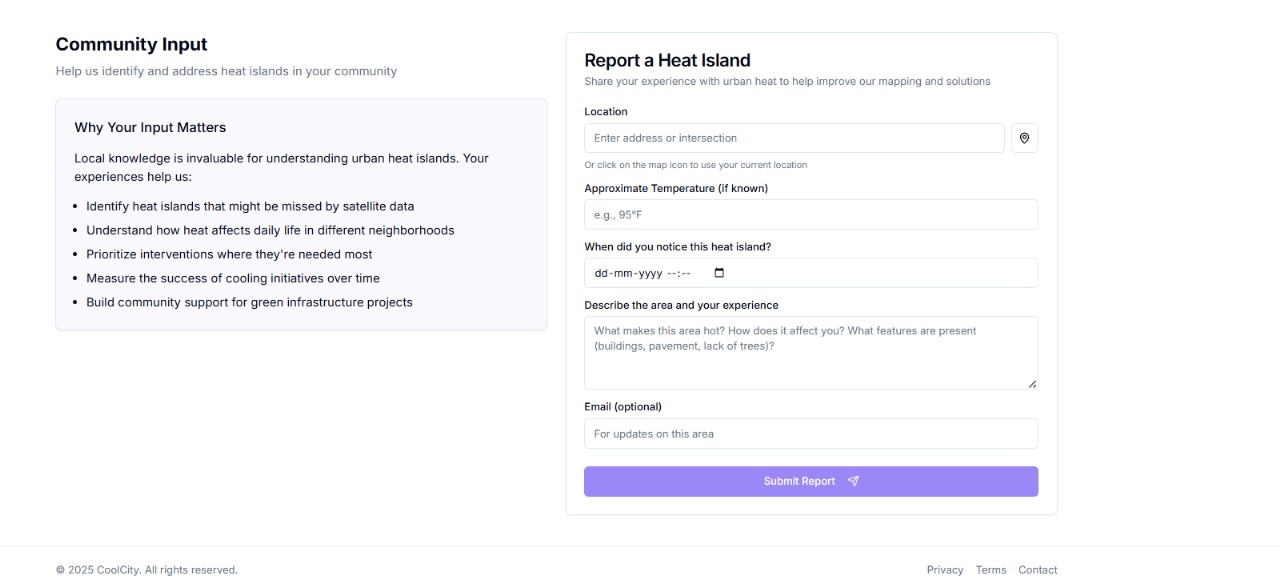 Community Input
Help us identify and address heat islands in your community
Why Your Input Matters
Local knowledge is invaluable for understanding urban heat islands. Your
experiences help us:
Identify heat islands that might be missed by satellite data
Understand how heat affects daily life in different neighborhoods
Prioritize interventions where they're needed most
Measure the success of cooling initiatives over time
Build community support for green infrastructure projects
Report a Heat Island
Share your experience with urban heat to help improve our mapping and solutions
Location
Enter address or intersection
Or click on the map icon to use your current location
Approximate Temperature (if known)
e.g., 95°F
When did you notice this heat island?
dd-mm-yyyy --:--
Describe the area and your experience
What makes this area hot? How does it affect you? What features are present
(buildings, pavement, lack of trees)?
Email (optional)
For updates on this area
Submit Report
© 2025 CoolCity. All rights reserved.
Privacy Terms Contact